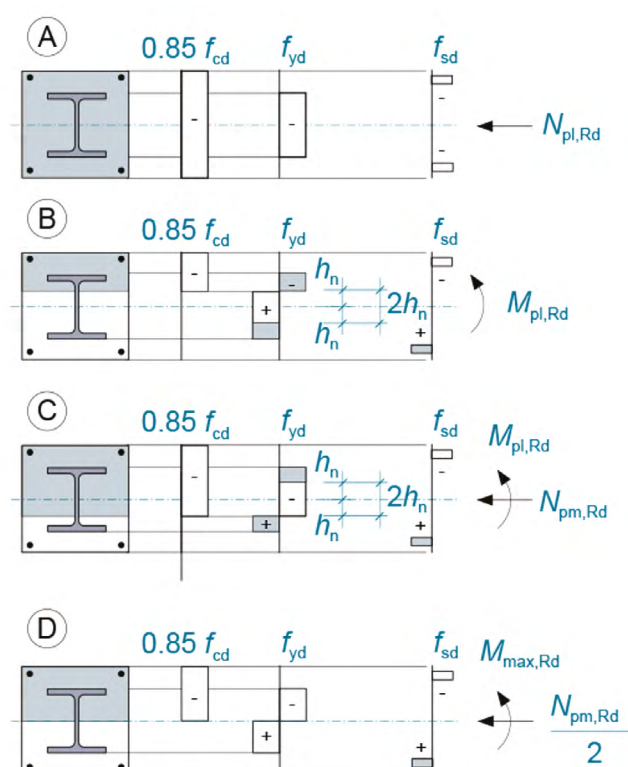 A
0.85 fcd fyd fsd
- - - -
Npl,Rd
B
0.85 fcd fyd fsd
- - -
hn
2hn
+
hn
+
Mpl,Rd
C
0.85 fcd fyd fsd
Mpl,Rd
- hn -
- 2hn
Npm,Rd
+ hn +
D
0.85 fcd fyd fsd Mmax,Rd
- - -
+ +
Npm,Rd
2